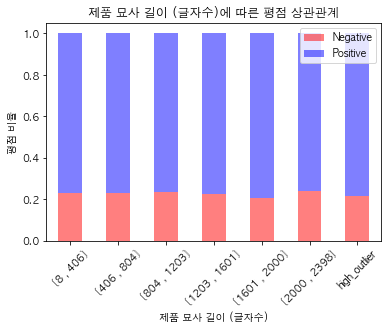 제품 묘사 길이 (글자수)에 따른 평점 상관관계
Negative
Positive
평점 비율
1.0
0.8
0.6
0.4
0.2
0.0
[8 , 406)
[406 , 804)
[804 , 1203)
[1203 , 1601)
[1601 , 2000)
[2000 , 2398)
high_outlier
제품 묘사 길이 (글자수)